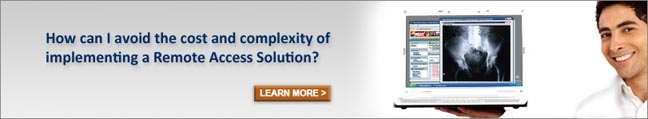 How can I avoid the cost and complexity of
implementing a Remote Access Solution?
LEARN MORE >